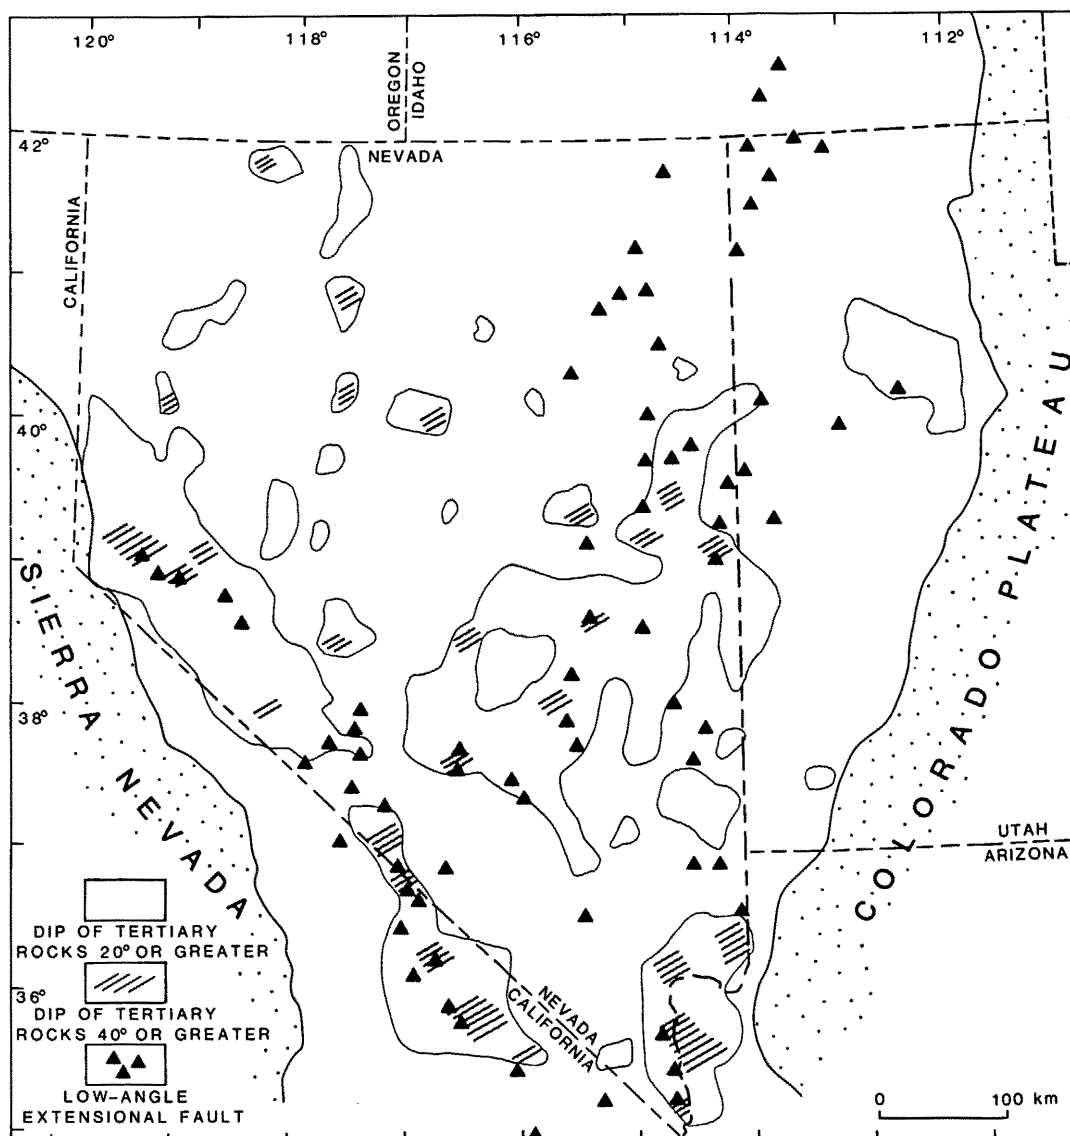 120° 118° 116° 114° 112°
OREGON
IDAHO
42°
NEVADA
CALIFORNIA
40°
38°
36°
SIERRA NEVADA
COLORADO PLATEAU
UTAH
ARIZONA
NEVADA
CALIFORNIA
DIP OF TERTIARY
ROCKS 20° OR GREATER
DIP OF TERTIARY
ROCKS 40° OR GREATER
LOW-ANGLE
EXTENSIONAL FAULT
0 100 km